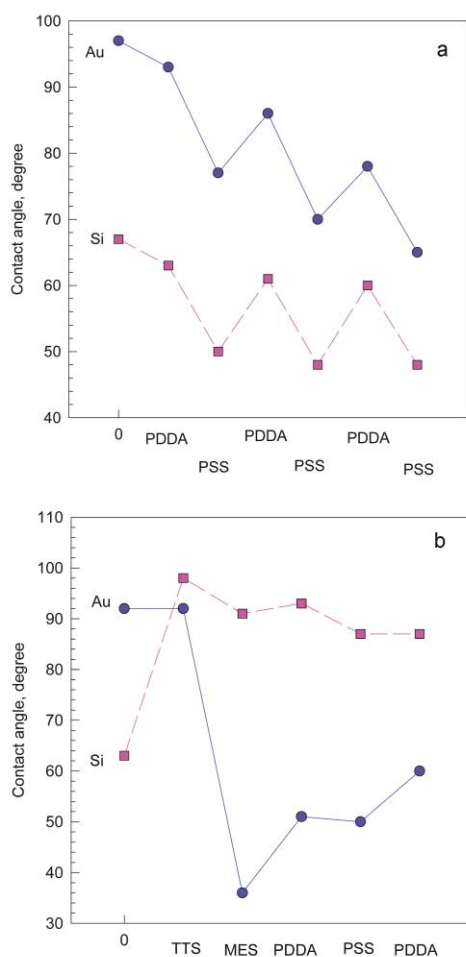 a
100
90
80
70
60
50
40
Contact angle, degree
Au
Si
0
PDDA
PSS
PDDA
PSS
PDDA
PSS
b
110
100
90
80
70
60
50
40
30
Contact angle, degree
Au
Si
0
TTS
MES
PDDA
PSS
PDDA